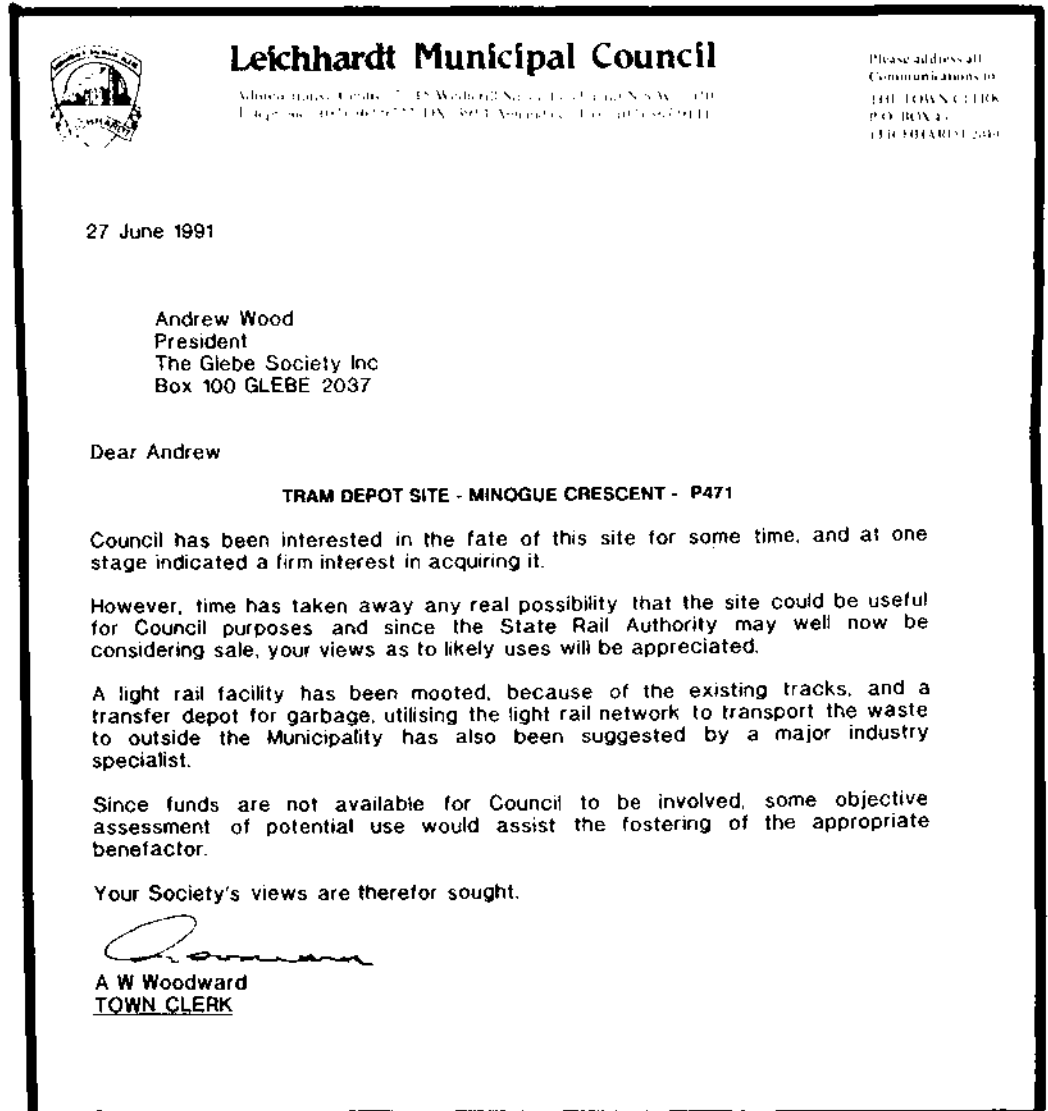 Leichhardt Municipal Council
Please address all
Communications to
THE TOWN CLERK
P.O. BOX
LEICHHARDT 2040
27 June 1991
Andrew Wood
President
The Glebe Society Inc
Box 100 GLEBE 2037
Dear Andrew
TRAM DEPOT SITE - MINOGUE CRESCENT - P471
Council has been interested in the fate of this site for some time, and at one
stage indicated a firm interest in acquiring it.
However, time has taken away any real possibility that the site could be useful
for Council purposes and since the State Rail Authority may well now be
considering sale, your views as to likely uses will be appreciated.
A light rail facility has been mooted, because of the existing tracks, and a
transfer depot for garbage, utilising the light rail network to transport the waste
to outside the Municipality has also been suggested by a major industry
specialist.
Since funds are not available for Council to be involved, some objective
assessment of potential use would assist the fostering of the appropriate
benefactor.
Your Society's views are therefor sought.
A W Woodward
TOWN CLERK